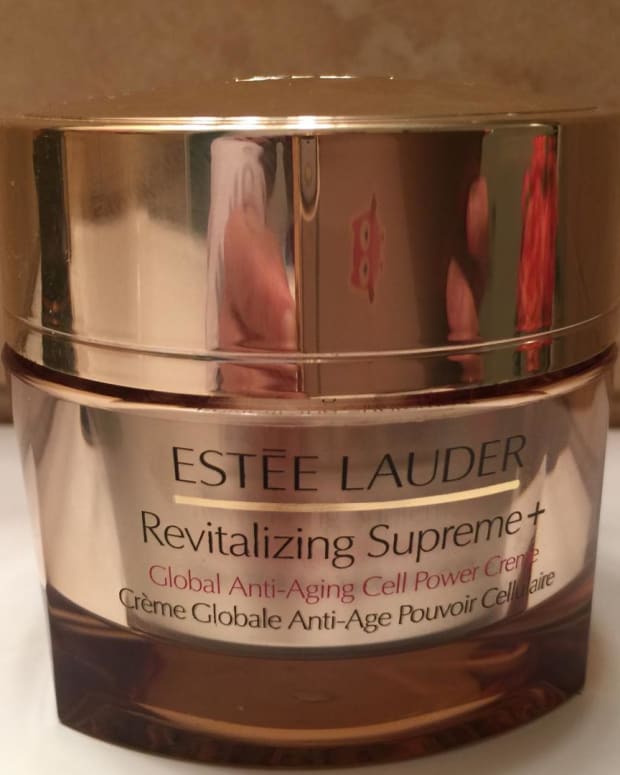 ESTĒE LAUDER
Revitalizing Supreme+
Global Anti-Aging Cell Power Creme
Crème Globale Anti-Age Pouvoir Cellulaire